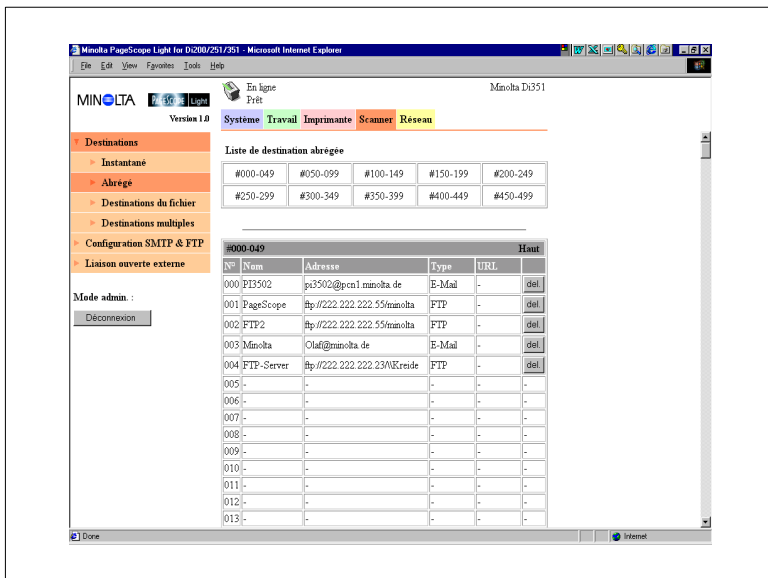 Minolta PageScope Light for Di200/251/351 - Microsoft Internet Explorer
File Edit View Favorites Tools Help
MINOLTA PAGESCOPE Light
Version 1.0
En ligne
Prêt
Minolta Di351
Système Travail Imprimante Scanner Réseau
Destinations
Instantané
Abrégé
Destinations du fichier
Destinations multiples
Configuration SMTP & FTP
Liaison ouverte externe
Mode admin. :
Déconnexion
Liste de destination abrégée
#000-049 #050-099 #100-149 #150-199 #200-249
#250-299 #300-349 #350-399 #400-449 #450-499
#000-049 Haut
Nº Nom Adresse Type URL
000 PI3502 pi3502@pcn1.minolta.de E-Mail - del.
001 PageScope ftp://222.222.222.55/minolta FTP - del.
002 FTP2 ftp://222.222.222.55/minolta FTP - del.
003 Minolta Olaf@minolta.de E-Mail - del.
004 FTP-Server ftp://222.222.222.23/\\Kreide FTP - del.
005 - - - - -
006 - - - - -
007 - - - - -
008 - - - - -
009 - - - - -
010 - - - - -
011 - - - - -
012 - - - - -
013 - - - - -
Done Internet